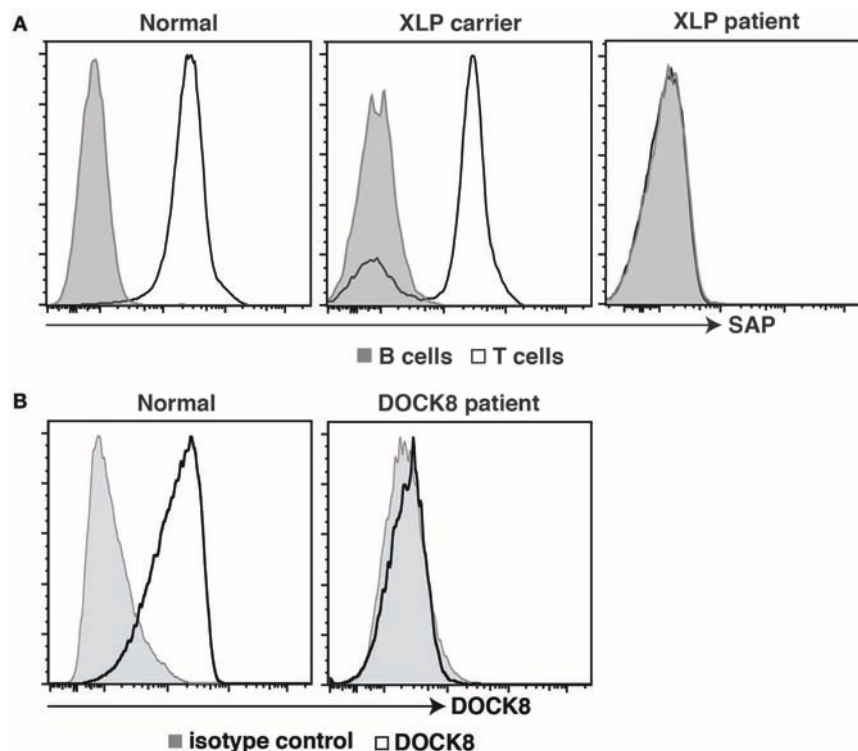 A
Normal
XLP carrier
XLP patient
SAP
B cells T cells
B
Normal
DOCK8 patient
DOCK8
isotype control DOCK8